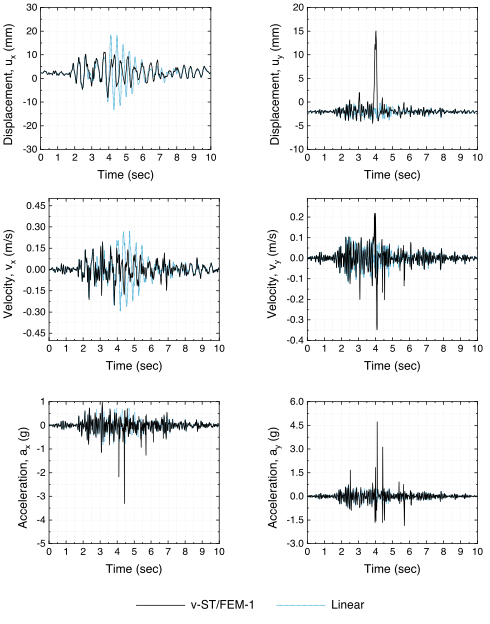 Displacement, uₓ (mm)
30
20
10
0
-10
-20
-30
0 1 2 3 4 5 6 7 8 9 10
Time (sec)
Displacement, u_y (mm)
20
15
10
5
0
-5
-10
0 1 2 3 4 5 6 7 8 9 10
Time (sec)
Velocity, vₓ (m/s)
0.45
0.30
0.15
0.00
-0.15
-0.30
-0.45
0 1 2 3 4 5 6 7 8 9 10
Time (sec)
Velocity, v_y (m/s)
0.2
0.1
0.0
-0.1
-0.2
-0.3
-0.4
0 1 2 3 4 5 6 7 8 9 10
Time (sec)
Acceleration, aₓ (g)
1
0
-1
-2
-3
-4
-5
0 1 2 3 4 5 6 7 8 9 10
Time (sec)
Acceleration, a_y (g)
6.0
4.5
3.0
1.5
0.0
-1.5
-3.0
0 1 2 3 4 5 6 7 8 9 10
Time (sec)
v-ST/FEM-1 Linear